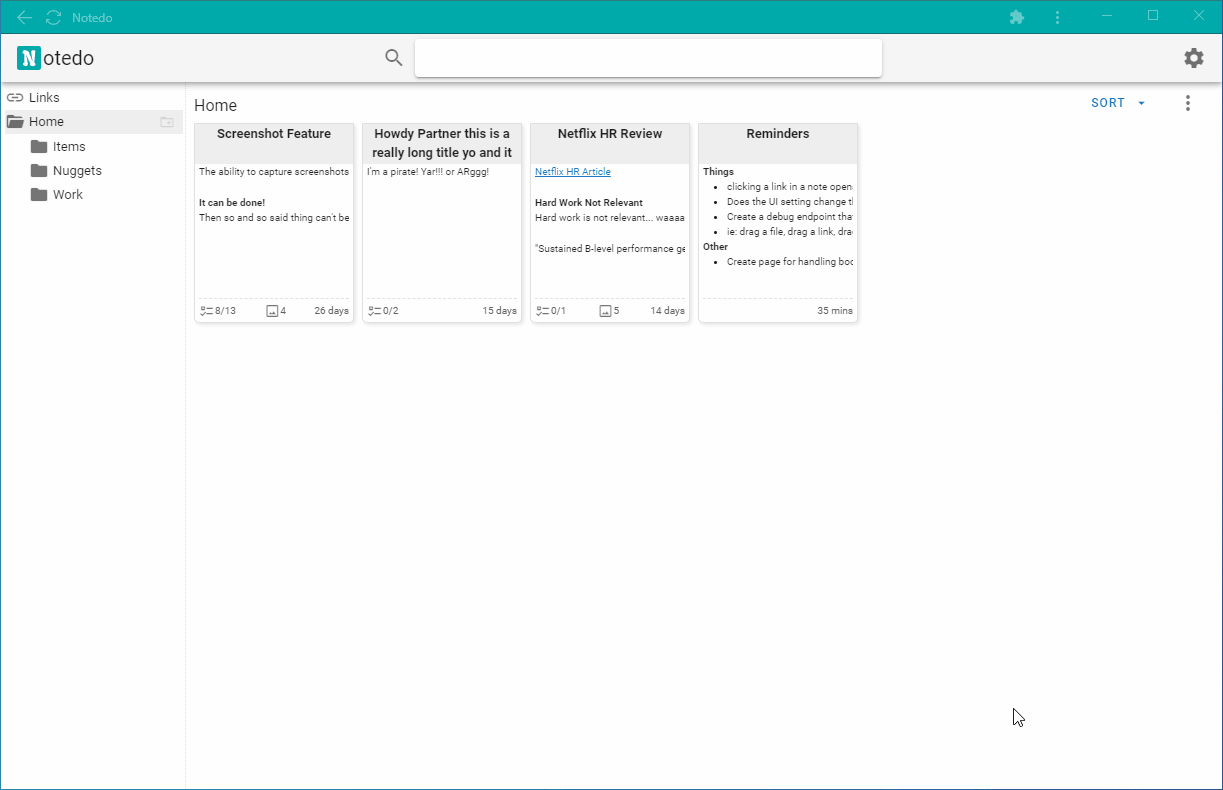 Notedo
Notedo
Links
Home
Items
Nuggets
Work
Home
SORT
Screenshot Feature
The ability to capture screenshots
It can be done!
Then so and so said thing can't be
8/13
4
26 days
Howdy Partner this is a
really long title yo and it
I'm a pirate! Yar!!! or ARggg!
0/2
15 days
Netflix HR Review
Netflix HR Article
Hard Work Not Relevant
Hard work is not relevant... waaaa
"Sustained B-level performance ge
0/1
5
14 days
Reminders
Things
clicking a link in a note open
Does the UI setting change
Create a debug endpoint
ie: drag a file, drag a link,
Other
Create page for handling
35 mins